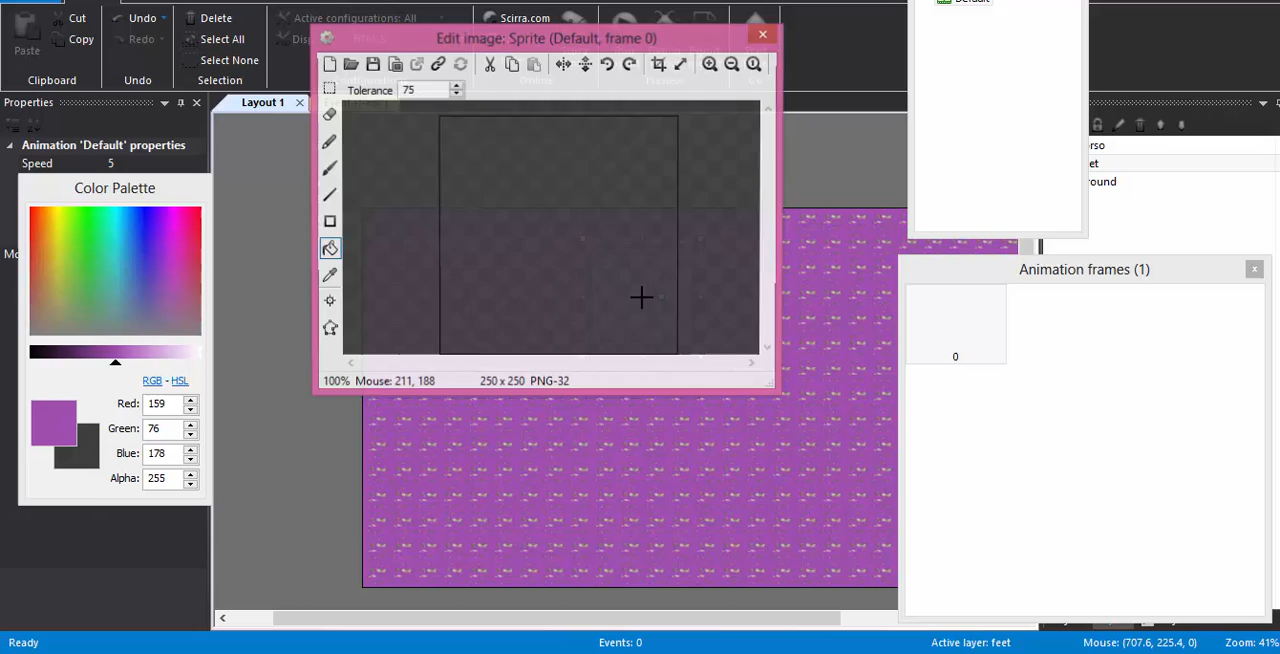 Cut
Undo
Delete
Active configurations: All
Scirra.com
Default
Paste
Copy
Redo
Select All
Select None
Clipboard
Undo
Selection
Edit image: Sprite (Default, frame 0)
Tolerance 75
Properties
Layout 1
Animation 'Default' properties
Speed 5
Color Palette
RGB - HSL
Red: 159
Green: 76
Blue: 178
Alpha: 255
100% Mouse: 211, 188 250 x 250 PNG-32
Animation frames (1)
0
Ready
Events: 0
Active layer: feet
Mouse: (707.6, 225.4, 0)
Zoom: 41%